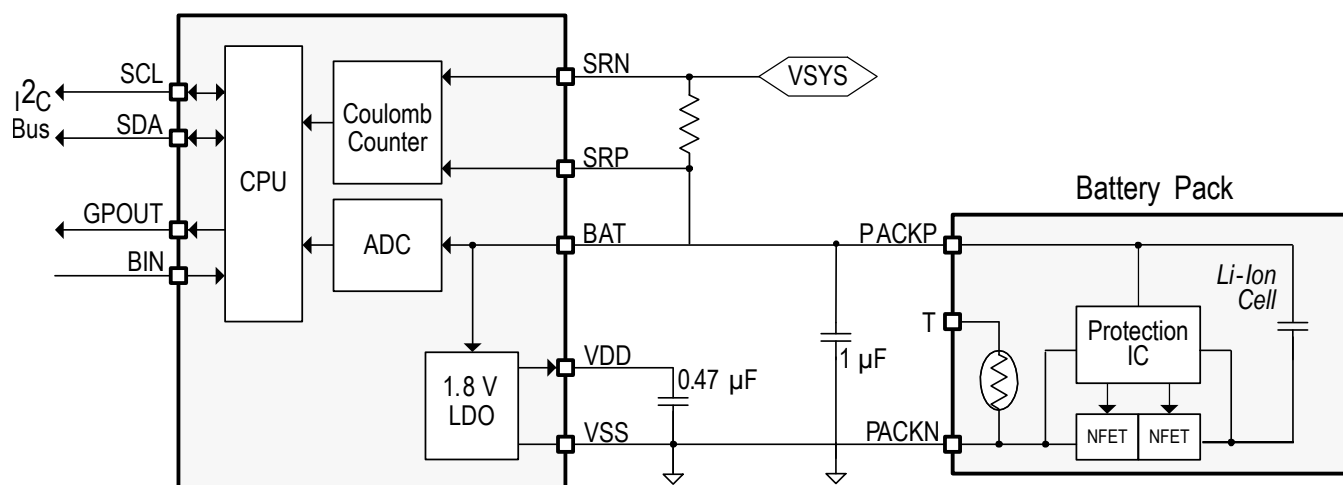 SCL
I2C
Bus
SDA
GPOUT
BIN
CPU
Coulomb
Counter
ADC
1.8 V
LDO
SRN
SRP
BAT
VDD
VSS
VSYS
0.47 µF
1 µF
Battery Pack
PACKP
T
PACKN
Protection
IC
NFET
NFET
Li-Ion
Cell